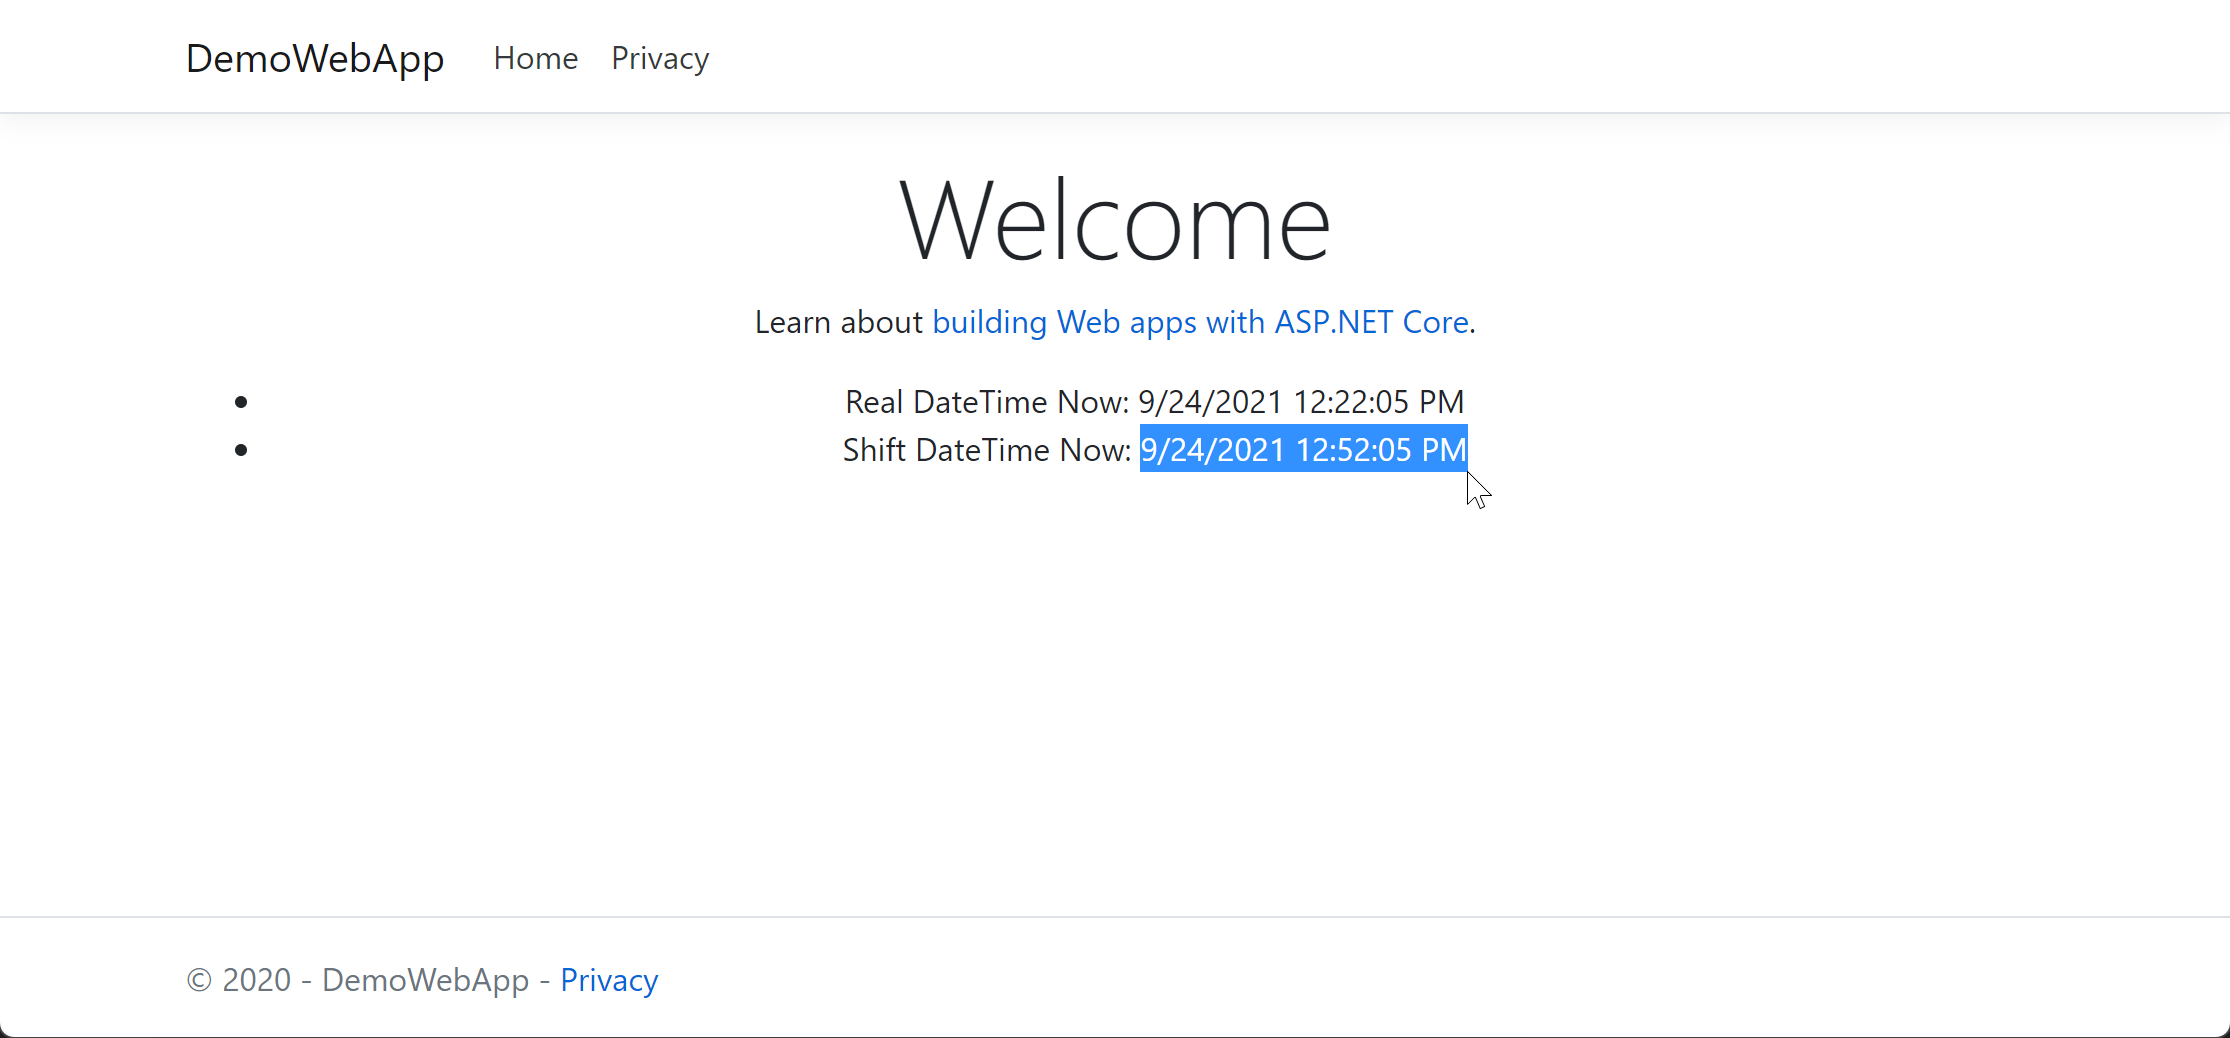 DemoWebApp Home Privacy
Welcome
Learn about building Web apps with ASP.NET Core.
Real DateTime Now: 9/24/2021 12:22:05 PM
Shift DateTime Now: 9/24/2021 12:52:05 PM
© 2020 - DemoWebApp - Privacy